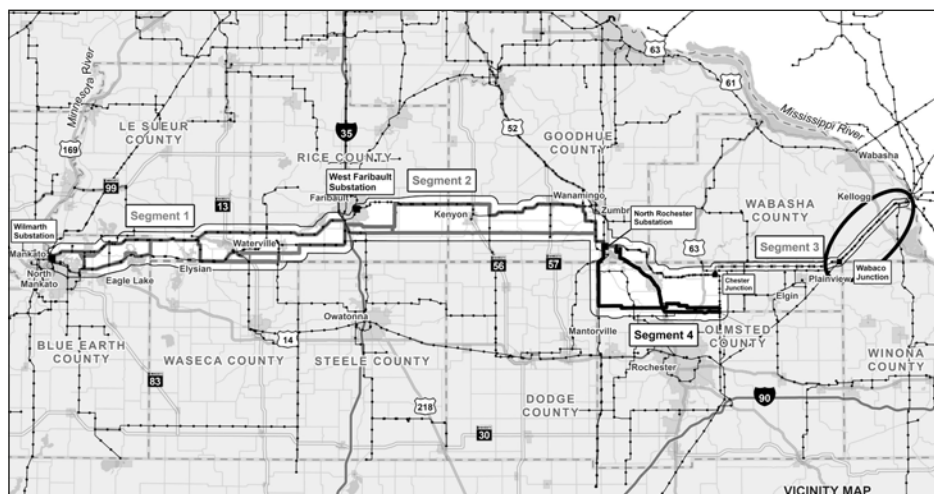 63
61
Mississippi River
Minnesota River
LE SUEUR
COUNTY
52
GOODHUE
COUNTY
35
RICE COUNTY
169
99
13
West Faribault
Substation
Segment 2
Wabasha
Faribault
Kellogg
Wanamingo
Segment 1
Kenyon
Zumbr
North Rochester
Substation
WABASHA
COUNTY
Wilmarth
Substation
Waterville
63
Segment 3
Mankato
North
Mankato
Eagle Lake
Elysian
56
57
Wabaco
Junction
Plainview
Chester
Junction
Elgin
Owatonna
Mantorville
Segment 4
OLMSTED
COUNTY
14
BLUE EARTH
COUNTY
WASECA COUNTY
STEELE COUNTY
WINONA
COUNTY
Rochester
83
DODGE
COUNTY
90
218
30
VICINITY MAP